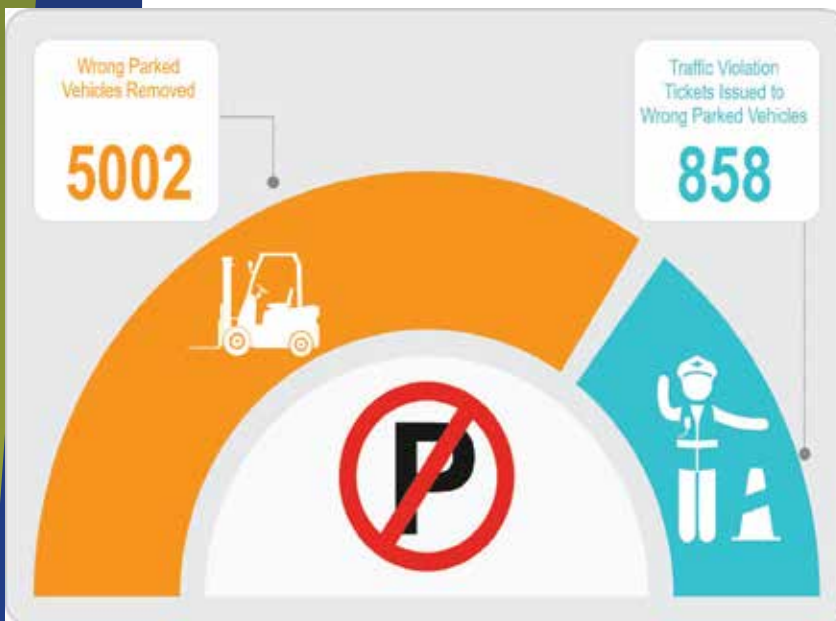 Wrong Parked
Vehicles Removed
5002
Traffic Violation
Tickets Issued to
Wrong Parked Vehicles
858
P